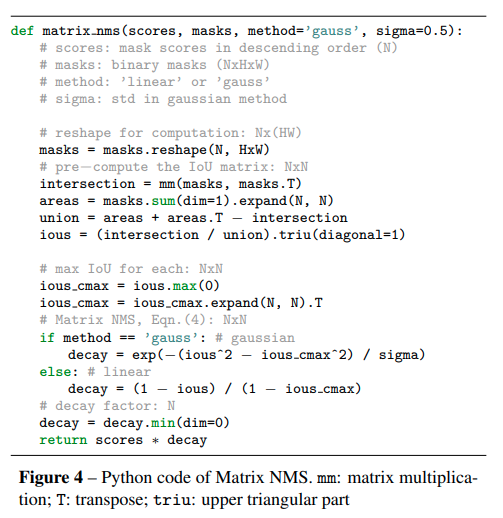 def matrix_nms(scores, masks, method='gauss', sigma=0.5):
    # scores: mask scores in descending order (N)
    # masks: binary masks (NxHxW)
    # method: 'linear' or 'gauss'
    # sigma: std in gaussian method

    # reshape for computation: Nx(HW)
    masks = masks.reshape(N, HxW)
    # pre−compute the IoU matrix: NxN
    intersection = mm(masks, masks.T)
    areas = masks.sum(dim=1).expand(N, N)
    union = areas + areas.T − intersection
    ious = (intersection / union).triu(diagonal=1)

    # max IoU for each: NxN
    ious_cmax = ious.max(0)
    ious_cmax = ious_cmax.expand(N, N).T
    # Matrix NMS, Eqn.(4): NxN
    if method == 'gauss': # gaussian
        decay = exp(−(ious^2 − ious_cmax^2) / sigma)
    else: # linear
        decay = (1 − ious) / (1 − ious_cmax)
    # decay factor: N
    decay = decay.min(dim=0)
    return scores * decay
Figure 4 – Python code of Matrix NMS. mm: matrix multiplica-
tion; T: transpose; triu: upper triangular part